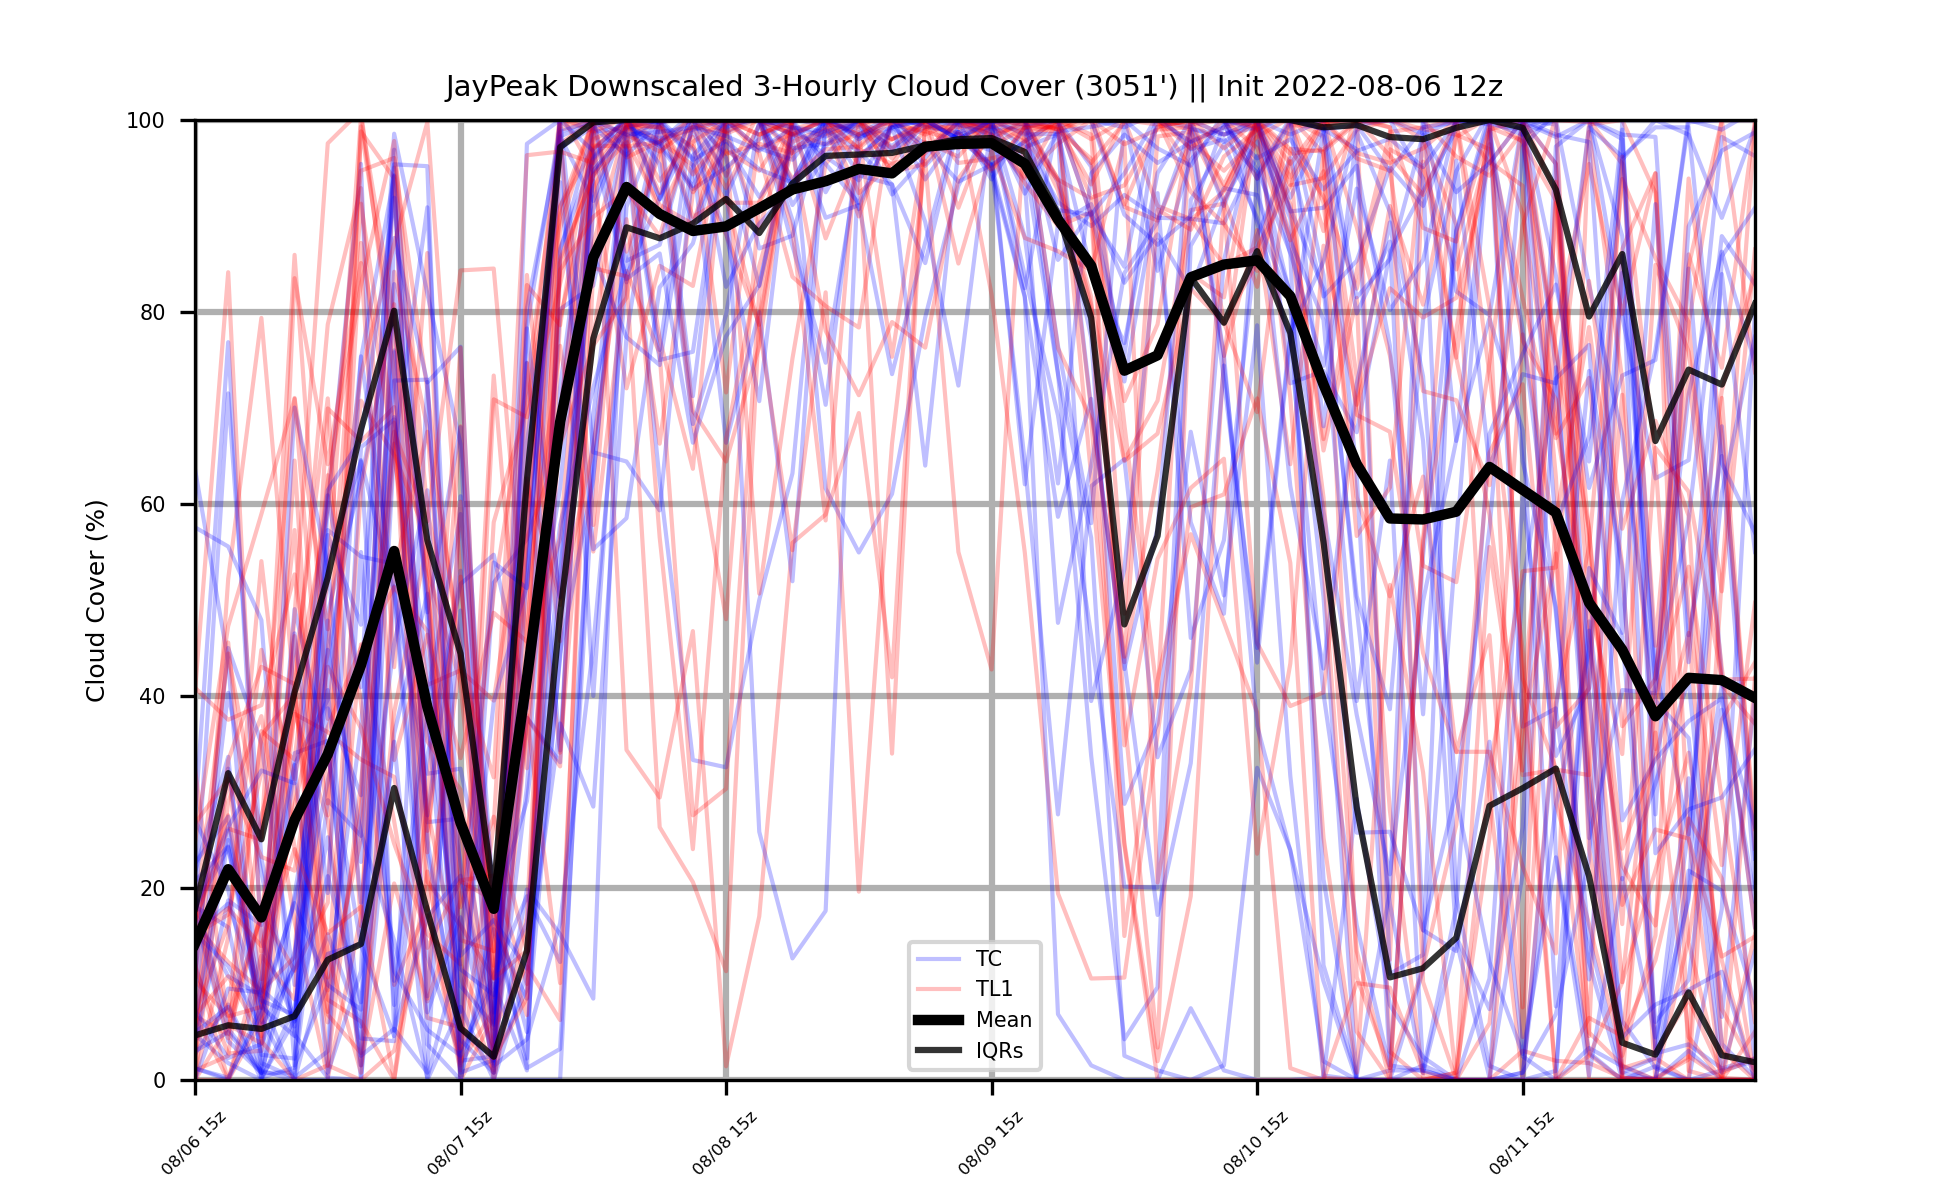 JayPeak Downscaled 3-Hourly Cloud Cover (3051') || Init 2022-08-06 12z
Cloud Cover (%)
100
80
60
40
20
0
TC
TL1
Mean
IQRs
08/06 15z
08/07 15z
08/08 15z
08/09 15z
08/10 15z
08/11 15z